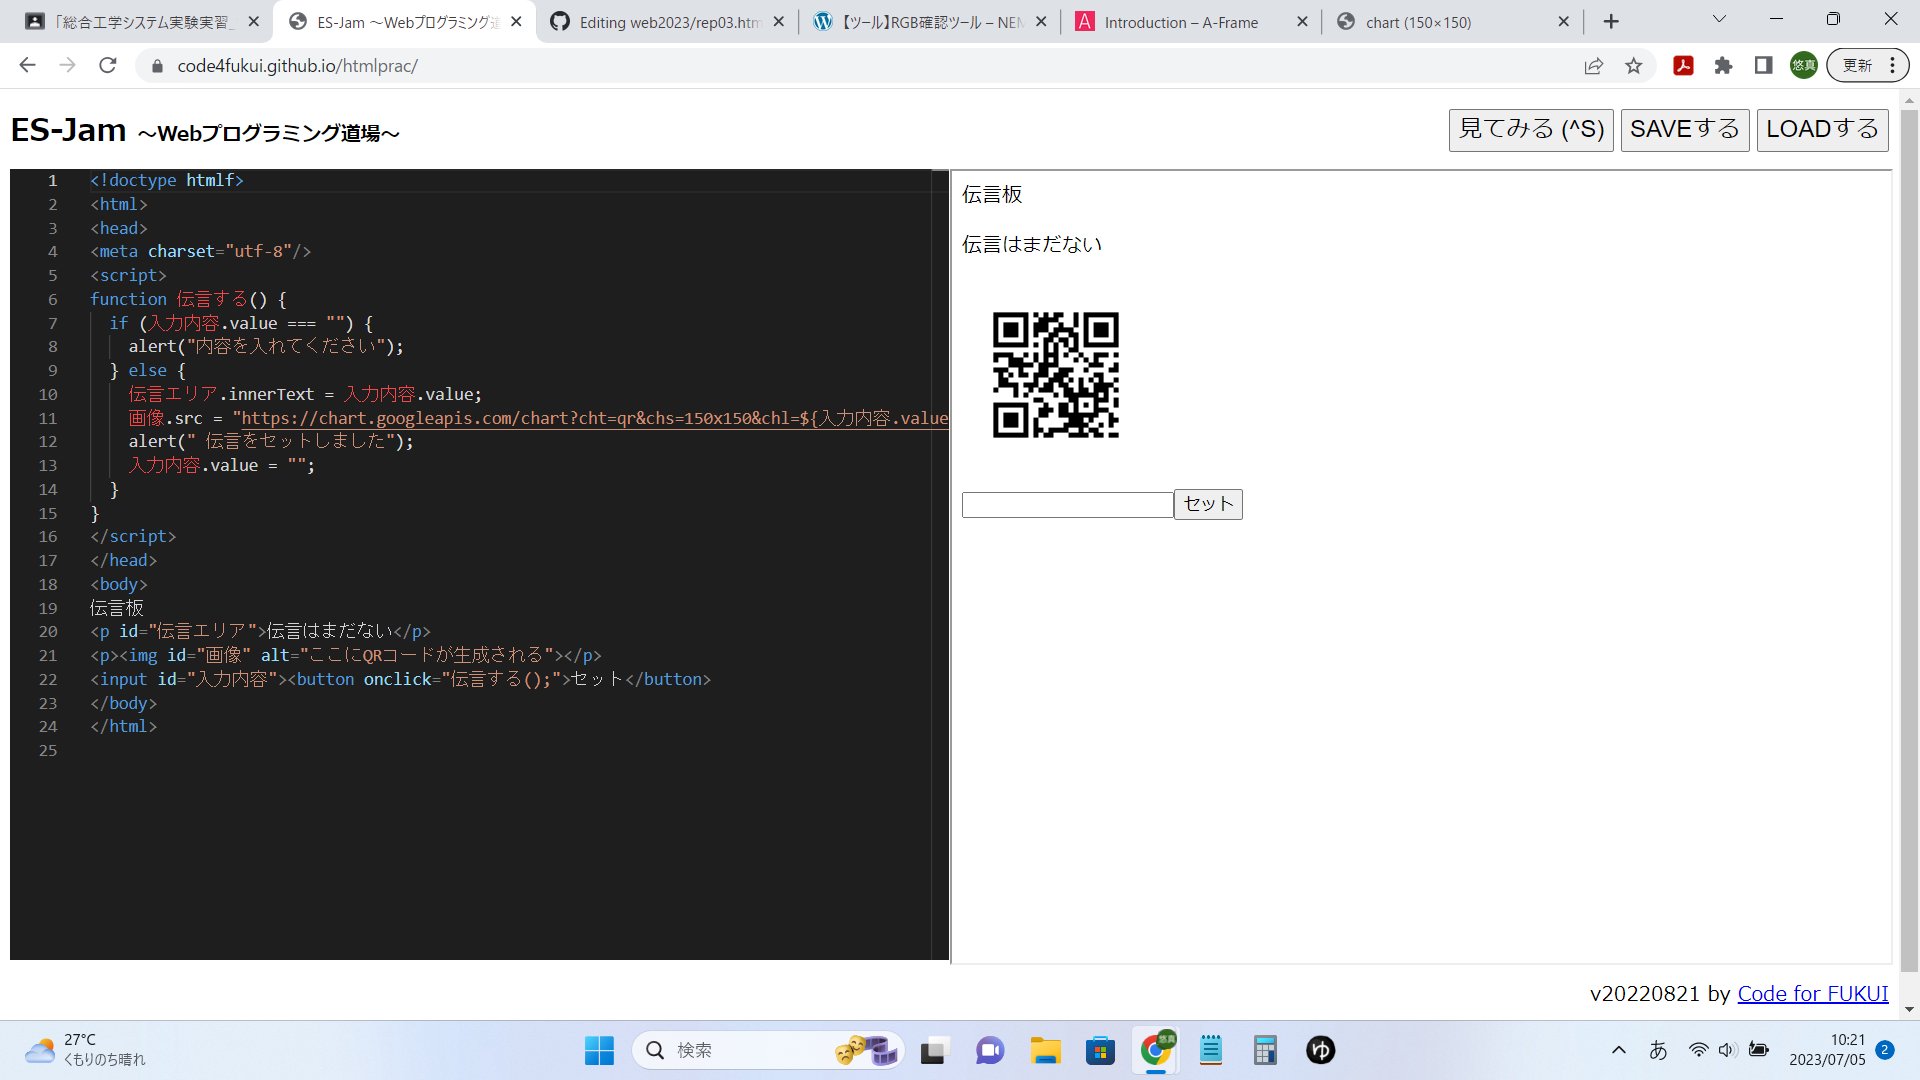 「総合工学システム実験実習_
ES-Jam ～Webプログラミング道
Editing web2023/rep03.htm
【ツール】RGB確認ツール – NEM
Introduction – A-Frame
chart (150×150)
code4fukui.github.io/htmlprac/
悠真
更新
ES-Jam ～Webプログラミング道場～
見てみる (^S)
SAVEする
LOADする
1 <!doctype htmlf>
2 <html>
3 <head>
4 <meta charset="utf-8"/>
5 <script>
6 function 伝言する() {
7 if (入力内容.value === "") {
8 alert("内容を入れてください");
9 } else {
10 伝言エリア.innerText = 入力内容.value;
11 画像.src = "https://chart.googleapis.com/chart?cht=qr&chs=150x150&chl=${入力内容.value
12 alert(" 伝言をセットしました");
13 入力内容.value = "";
14 }
15 }
16 </script>
17 </head>
18 <body>
19 伝言板
20 <p id="伝言エリア">伝言はまだない</p>
21 <p><img id="画像" alt="ここにQRコードが生成される"></p>
22 <input id="入力内容"><button onclick="伝言する();">セット</button>
23 </body>
24 </html>
25
伝言板
伝言はまだない
セット
v20220821 by Code for FUKUI
27°C
くもりのち晴れ
検索
悠真
ゆ
あ
10:21
2023/07/05
2